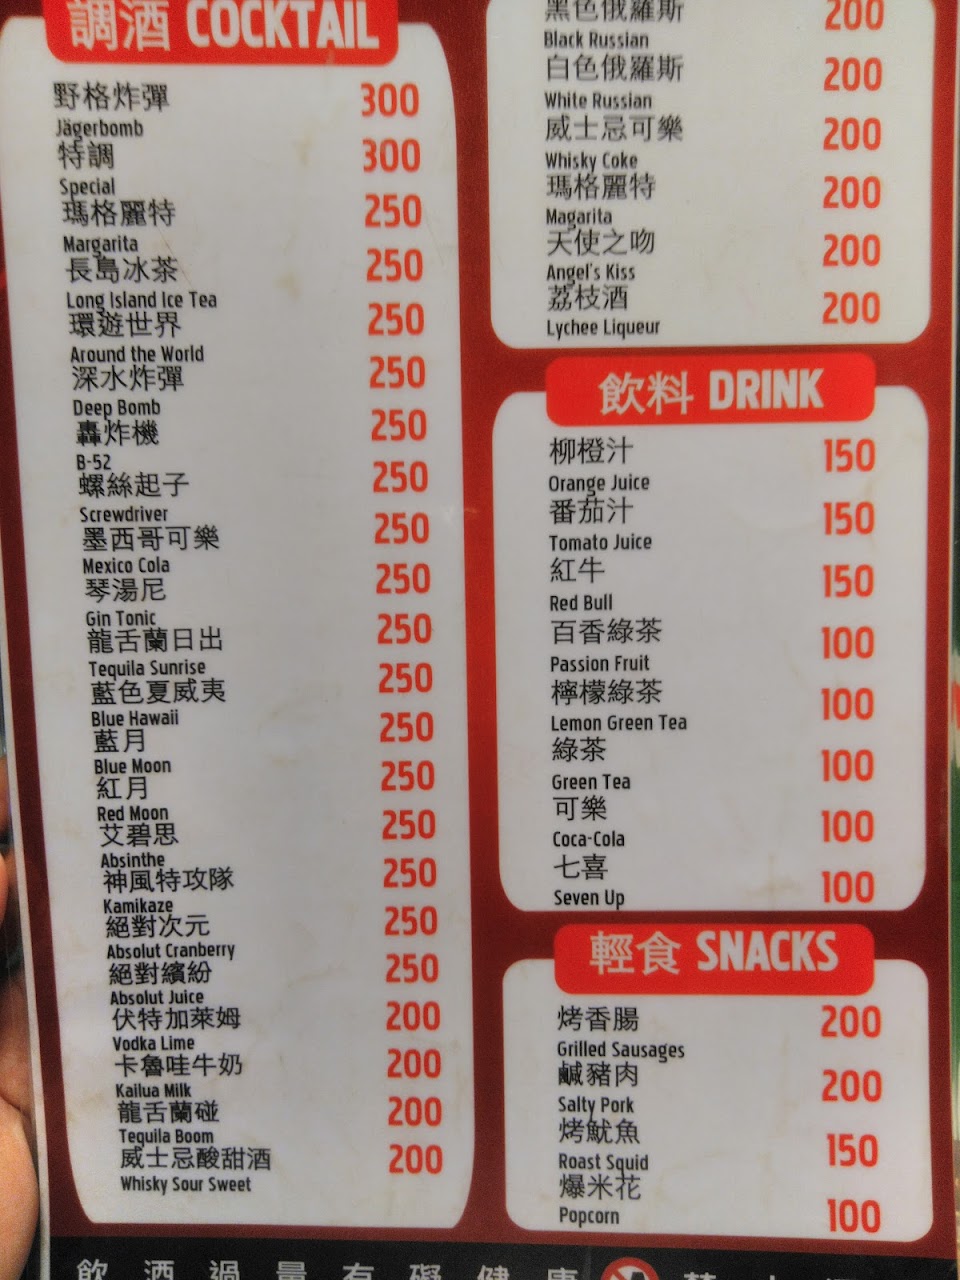 調酒 COCKTAIL
野格炸彈 300
Jägerbomb
特調 300
Special
瑪格麗特 250
Margarita
長島冰茶 250
Long Island Ice Tea
環遊世界 250
Around the World
深水炸彈 250
Deep Bomb
轟炸機 250
B-52
螺絲起子 250
Screwdriver
墨西哥可樂 250
Mexico Cola
琴湯尼 250
Gin Tonic
龍舌蘭日出 250
Tequila Sunrise
藍色夏威夷 250
Blue Hawaii
藍月 250
Blue Moon
紅月 250
Red Moon
艾碧思 250
Absinthe
神風特攻隊 250
Kamikaze
絕對次元 250
Absolut Cranberry
絕對繽紛 250
Absolut Juice
伏特加萊姆 200
Vodka Lime
卡魯哇牛奶 200
Kailua Milk
龍舌蘭碰 200
Tequila Boom
威士忌酸甜酒 200
Whisky Sour Sweet
黑色俄羅斯 200
Black Russian
白色俄羅斯 200
White Russian
威士忌可樂 200
Whisky Coke
瑪格麗特 200
Magarita
天使之吻 200
Angel's Kiss
荔枝酒 200
Lychee Liqueur
飲料 DRINK
柳橙汁 150
Orange Juice
番茄汁 150
Tomato Juice
紅牛 150
Red Bull
百香綠茶 100
Passion Fruit
檸檬綠茶 100
Lemon Green Tea
綠茶 100
Green Tea
可樂 100
Coca-Cola
七喜 100
Seven Up
輕食 SNACKS
烤香腸 200
Grilled Sausages
鹹豬肉 200
Salty Pork
烤魷魚 150
Roast Squid
爆米花 100
Popcorn
飲酒過量有礙健康